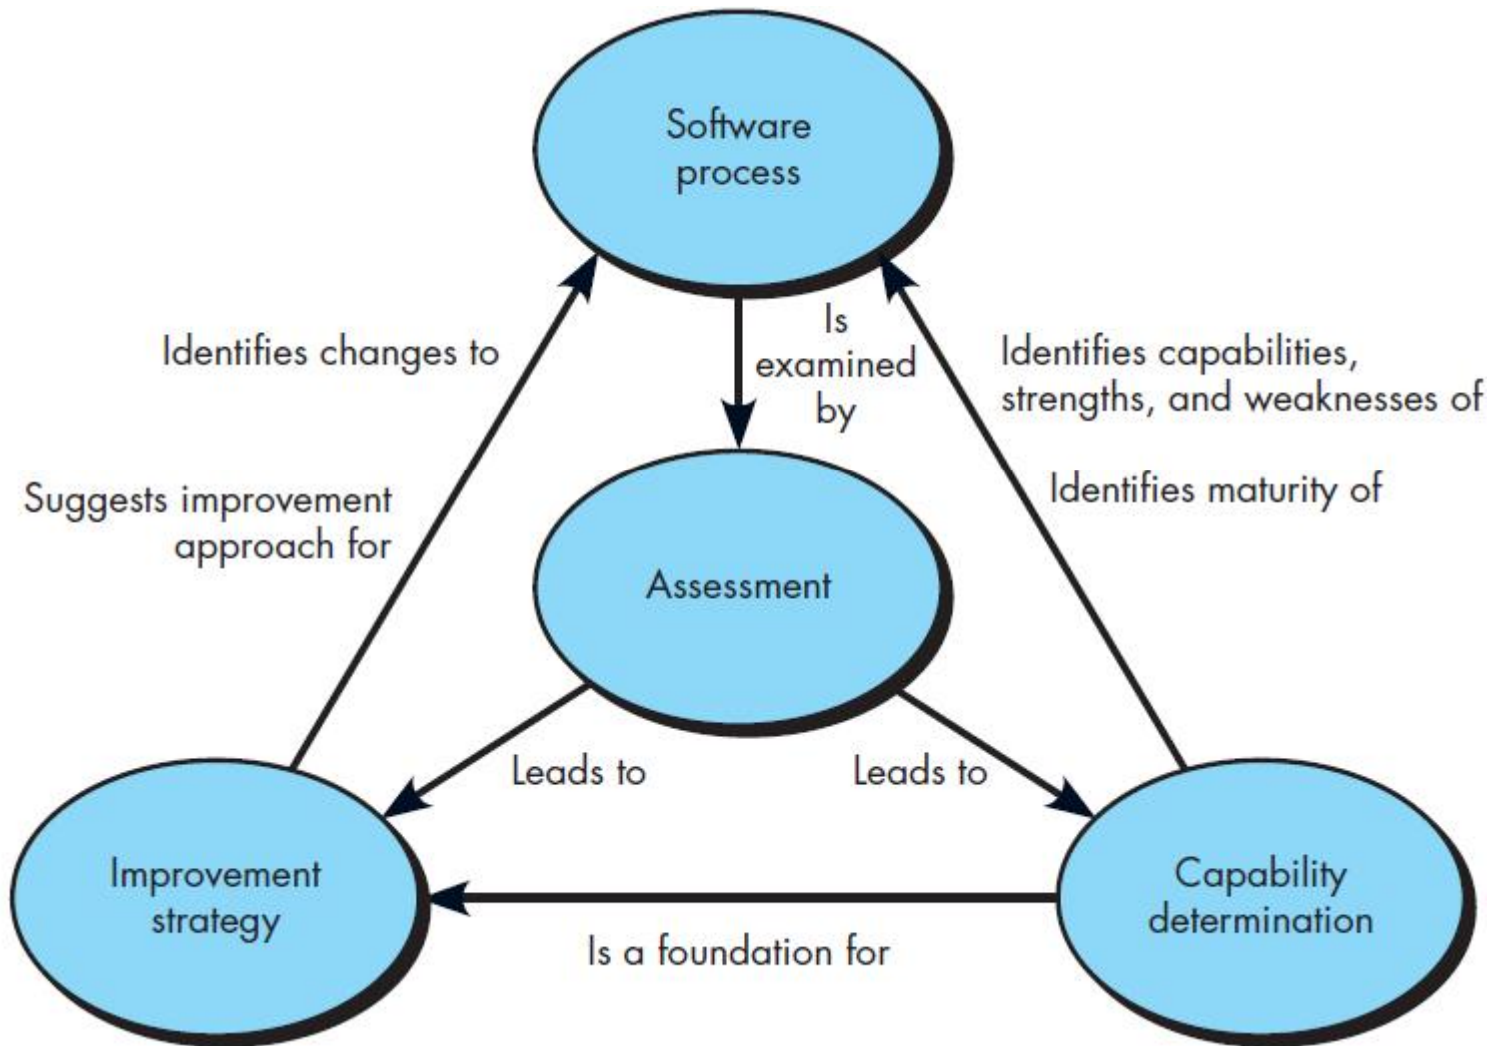 Software
process
Is
examined
by
Identifies changes to
Identifies capabilities,
strengths, and weaknesses of
Suggests improvement
approach for
Identifies maturity of
Assessment
Leads to
Leads to
Improvement
strategy
Capability
determination
Is a foundation for